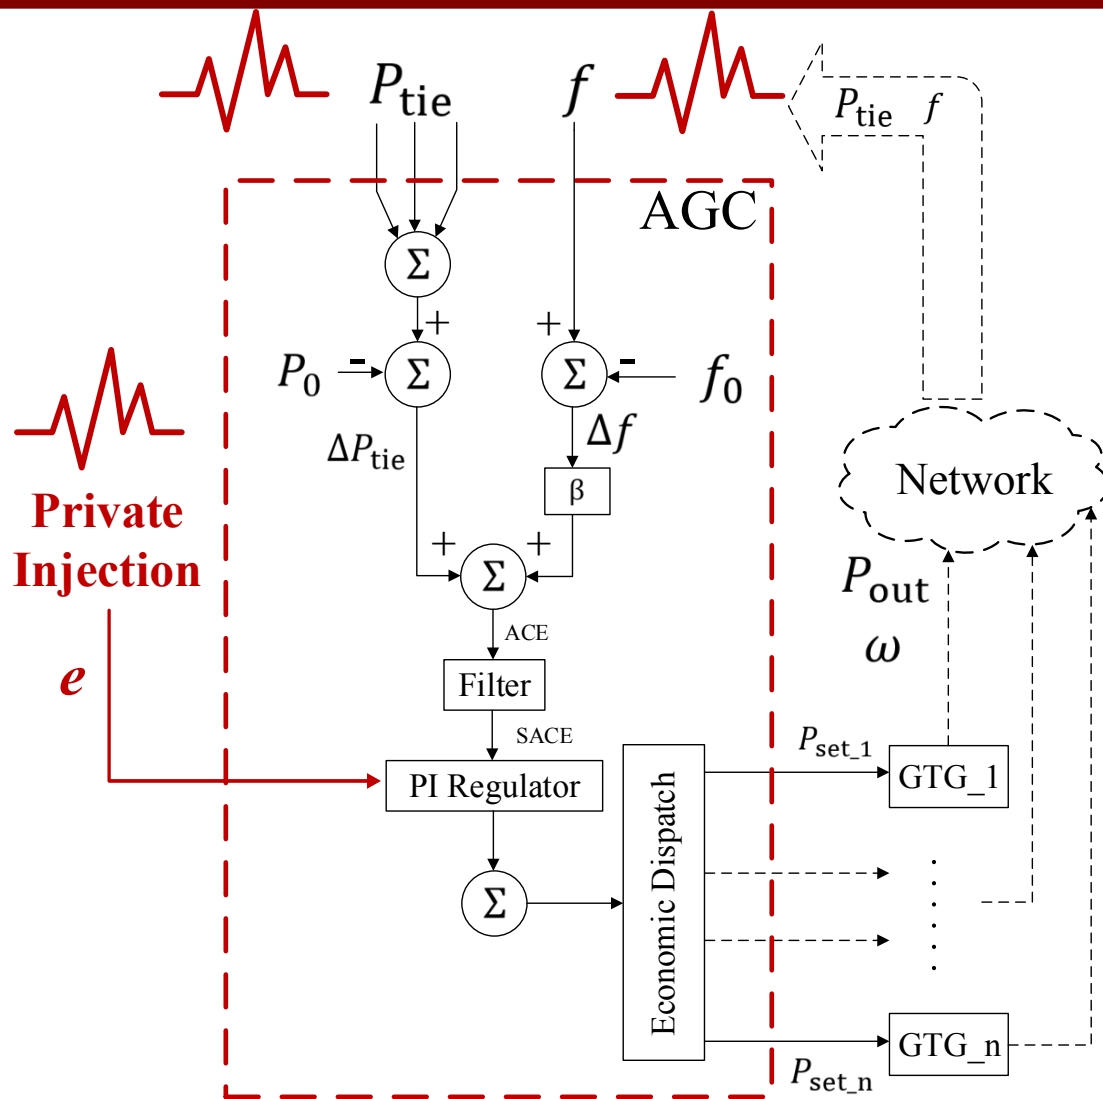 P_tie
f
P_tie f
AGC
Σ
+
+
P_0
-
Σ
Σ
-
f_0
ΔP_tie
Δf
β
Network
Private
Injection
+
+
Σ
P_out
ω
e
ACE
Filter
SACE
PI Regulator
P_set_1
GTG_1
Σ
Economic Dispatch
P_set_n
GTG_n